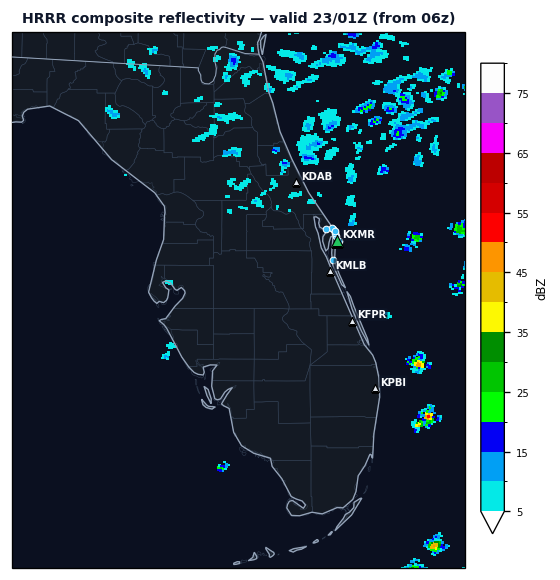 HRRR composite reflectivity — valid 23/01Z (from 06z)
KDAB
KXMR
KMLB
KFPR
KPBI
75
65
55
45
35
25
15
5
dBZ